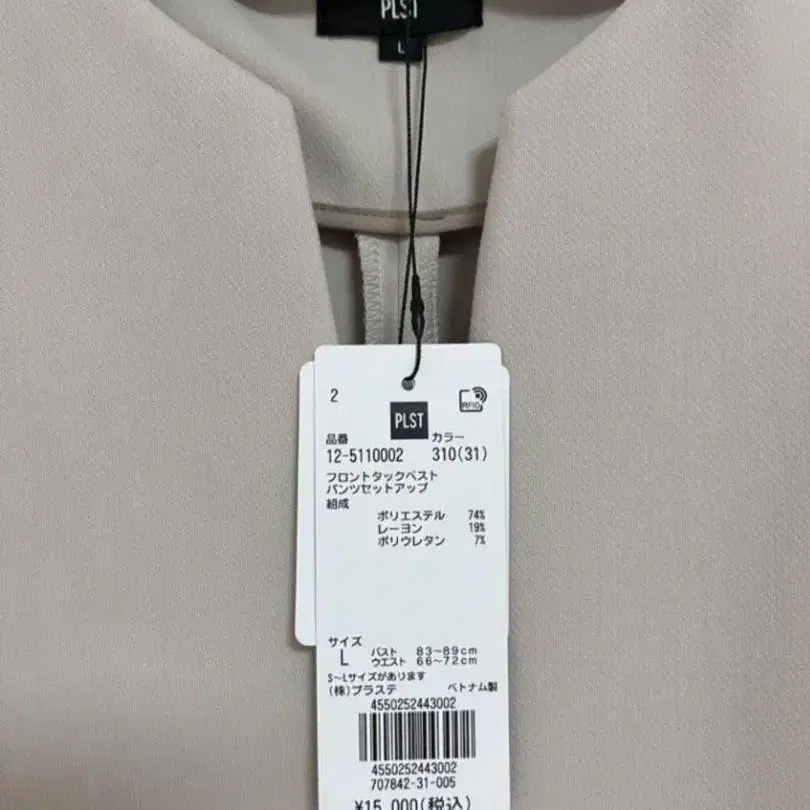 PLST
L
2
RFID
PLST
品番 カラー
12-5110002 310(31)
フロントタックベスト
パンツセットアップ
組成
ポリエステル 74%
レーヨン 19%
ポリウレタン 7%
サイズ
L バスト 83~89cm
ウエスト 66~72cm
S~Lサイズがあります
(株)プラステ ベトナム製
4550252443002
4550252443002
707842-31-005
¥15,000(税込)